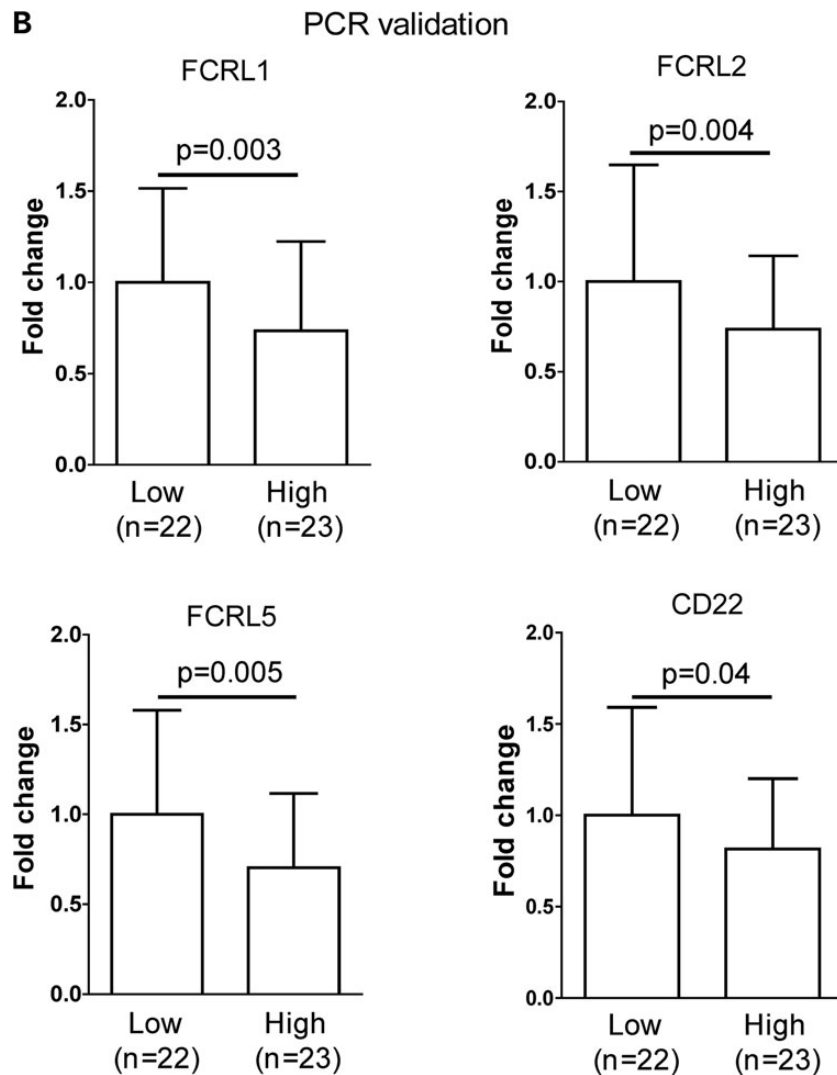 B
PCR validation
FCRL1
2.0
1.5
1.0
0.5
0.0
Fold change
p=0.003
Low
(n=22)
High
(n=23)
FCRL2
2.0
1.5
1.0
0.5
0.0
Fold change
p=0.004
Low
(n=22)
High
(n=23)
FCRL5
2.0
1.5
1.0
0.5
0.0
Fold change
p=0.005
Low
(n=22)
High
(n=23)
CD22
2.0
1.5
1.0
0.5
0.0
Fold change
p=0.04
Low
(n=22)
High
(n=23)